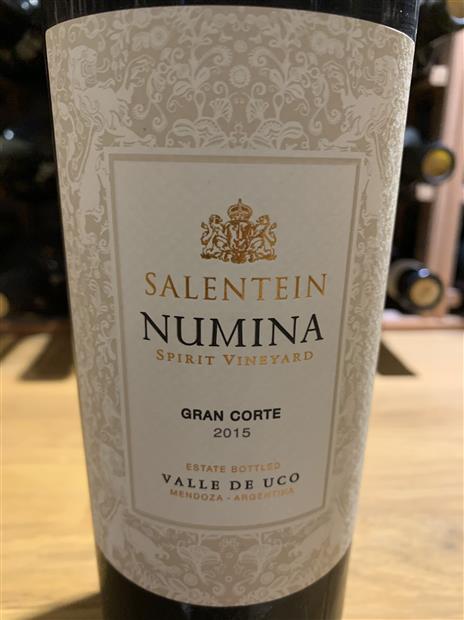 SALENTEIN
NUMINA
SPIRIT VINEYARD
GRAN CORTE
2015
ESTATE BOTTLED
VALLE DE UCO
MENDOZA - ARGENTINA